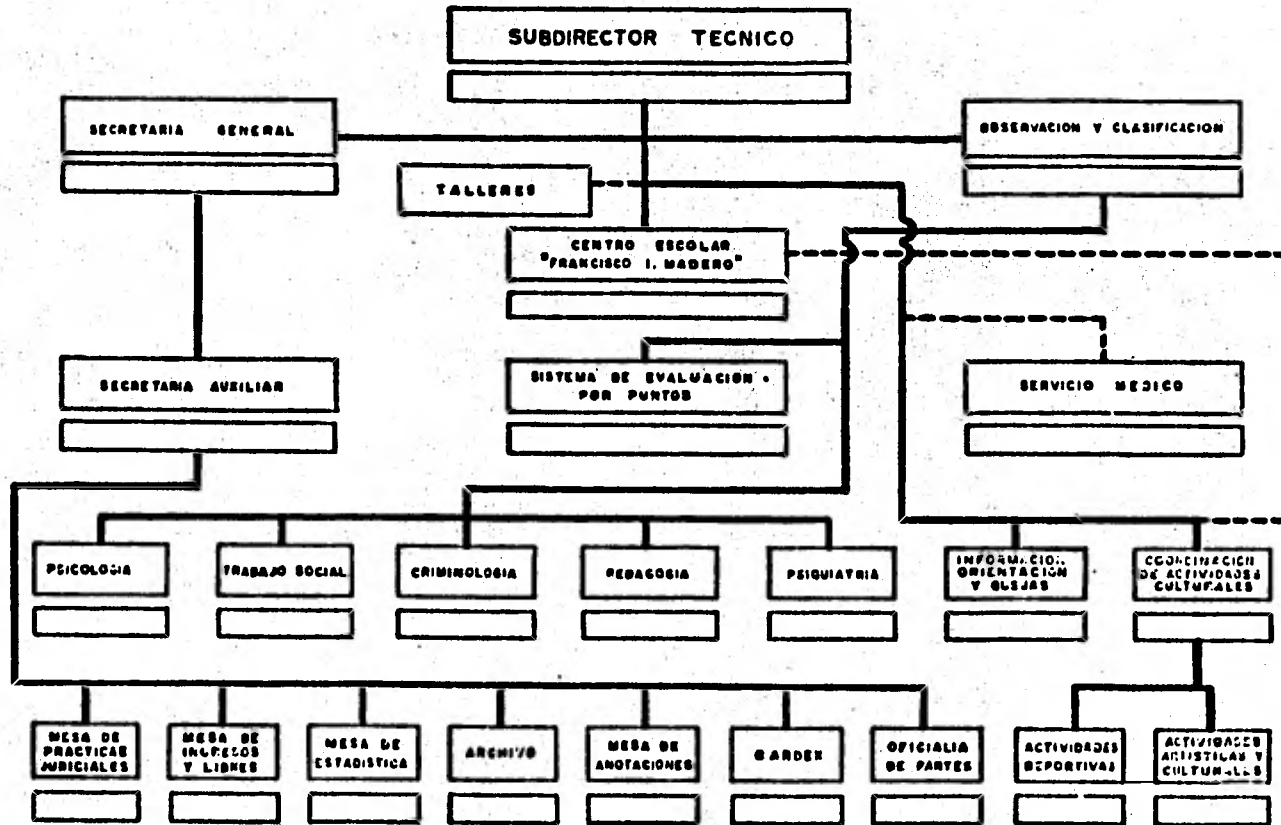 SUBDIRECTOR TECNICO
SECRETARIA GENERAL
OBSERVACION Y CLASIFICACION
TALLERES
CENTRO ESCOLAR
"FRANCISCO I. MADERO"
SECRETARIA AUXILIAR
SISTEMA DE EVALUACION
POR PUNTOS
SERVICIO MEDICO
PSICOLOGIA
TRABAJO SOCIAL
CRIMINOLOGIA
PEDAGOGIA
PSIQUIATRIA
INFORMACION,
ORIENTACION
Y QUEJAS
COORDINACION
DE ACTIVIDADES
CULTURALES
MESA DE
PRACTICAS
JUDICIALES
MESA DE
INGRESOS
Y LIBRES
MESA DE
ESTADISTICA
ARCHIVO
MESA DE
ANOTACIONES
CARDEX
OFICIALIA
DE PARTES
ACTIVIDADES
DEPORTIVAS
ACTIVIDADES
ARTISTICAS Y
CULTURALES